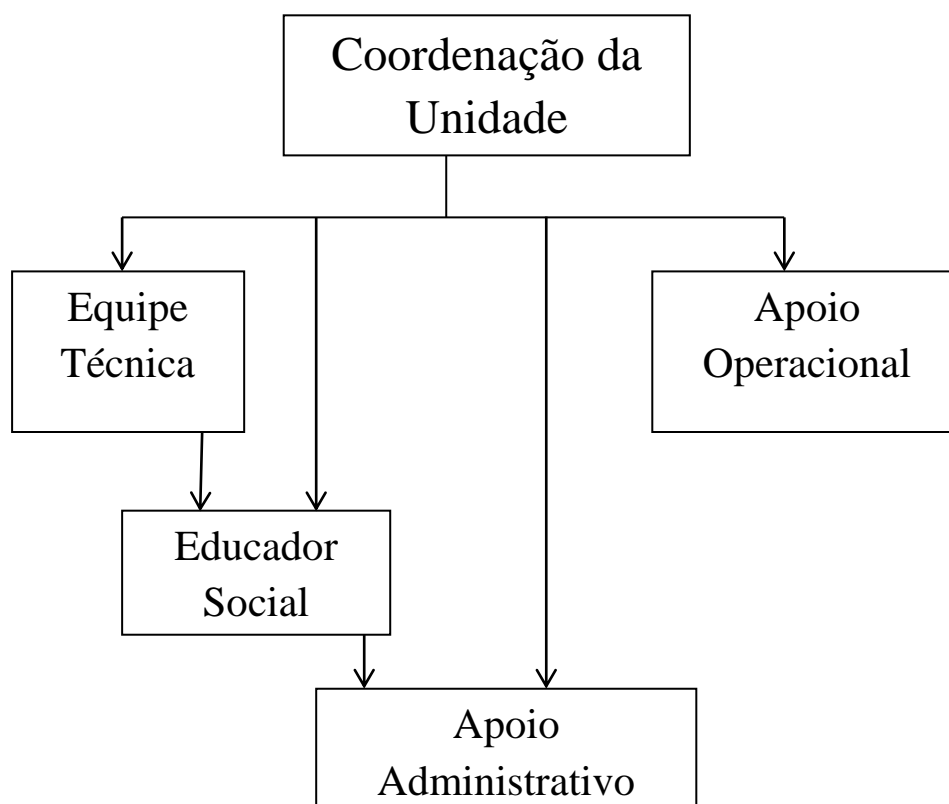 Coordenação da
Unidade
Equipe
Técnica
Apoio
Operacional
Educador
Social
Apoio
Administrativo